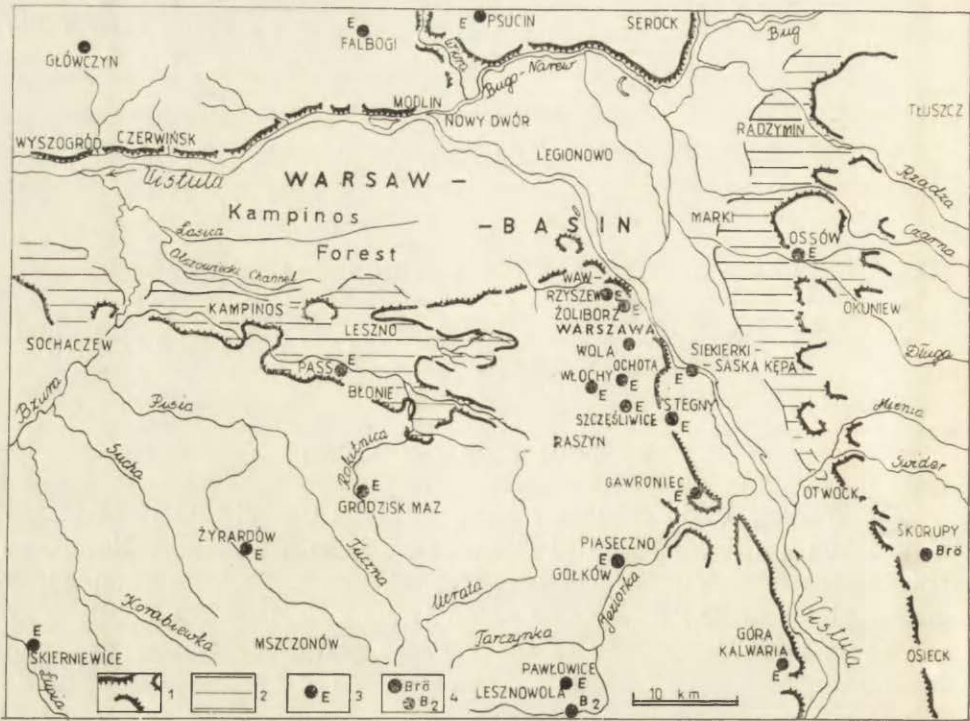 E PSUCIN
SEROCK
Bug
GŁÓWCZYN
E
FALBOGI
Wkra
Bugo-Narew
TŁUSZCZ
MODLIN
NOWY DWÓR
RADZYMIN
WYSZOGRÓD
CZERWIŃSK
LEGIONOWO
Vistula
WARSAW –
Rządza
Kampinos
Łasica
– BASIN
MARKI
Czarna
Forest
OSSÓW
E
Olszowiecki Channel
WAW-
RZYSZEW E
OKUNIEW
KAMPINOS
ŻOLIBORZ E
LESZNO
WARSZAWA
SOCHACZEW
WOLA
SIEKIERKI-
SASKA KĘPA
E
Długa
PASS E
OCHOTA
E
WŁOCHY
E
BŁONIE
Bzura
Pisia
STEGNY
E
Mienia
SZCZĘŚLIWICE
E
Sucha
Rokitnica
RASZYN
Świder
GAWRONIEC
E
OTWOCK
E
GRODZISK MAZ
SKORUPY
Brö
ŻYRARDÓW
E
PIASECZNO
E
GOŁKÓW
Tuczna
Utrata
Jeziorka
Korabiewka
Vistula
Tarczynka
GÓRA
KALWARIA
E
E
SKIERNIEWICE
MSZCZONÓW
OSIECK
PAWŁOWICE
E
LESZNOWOLA
B2
1
2
E 3
Brö
B2 4
10 km